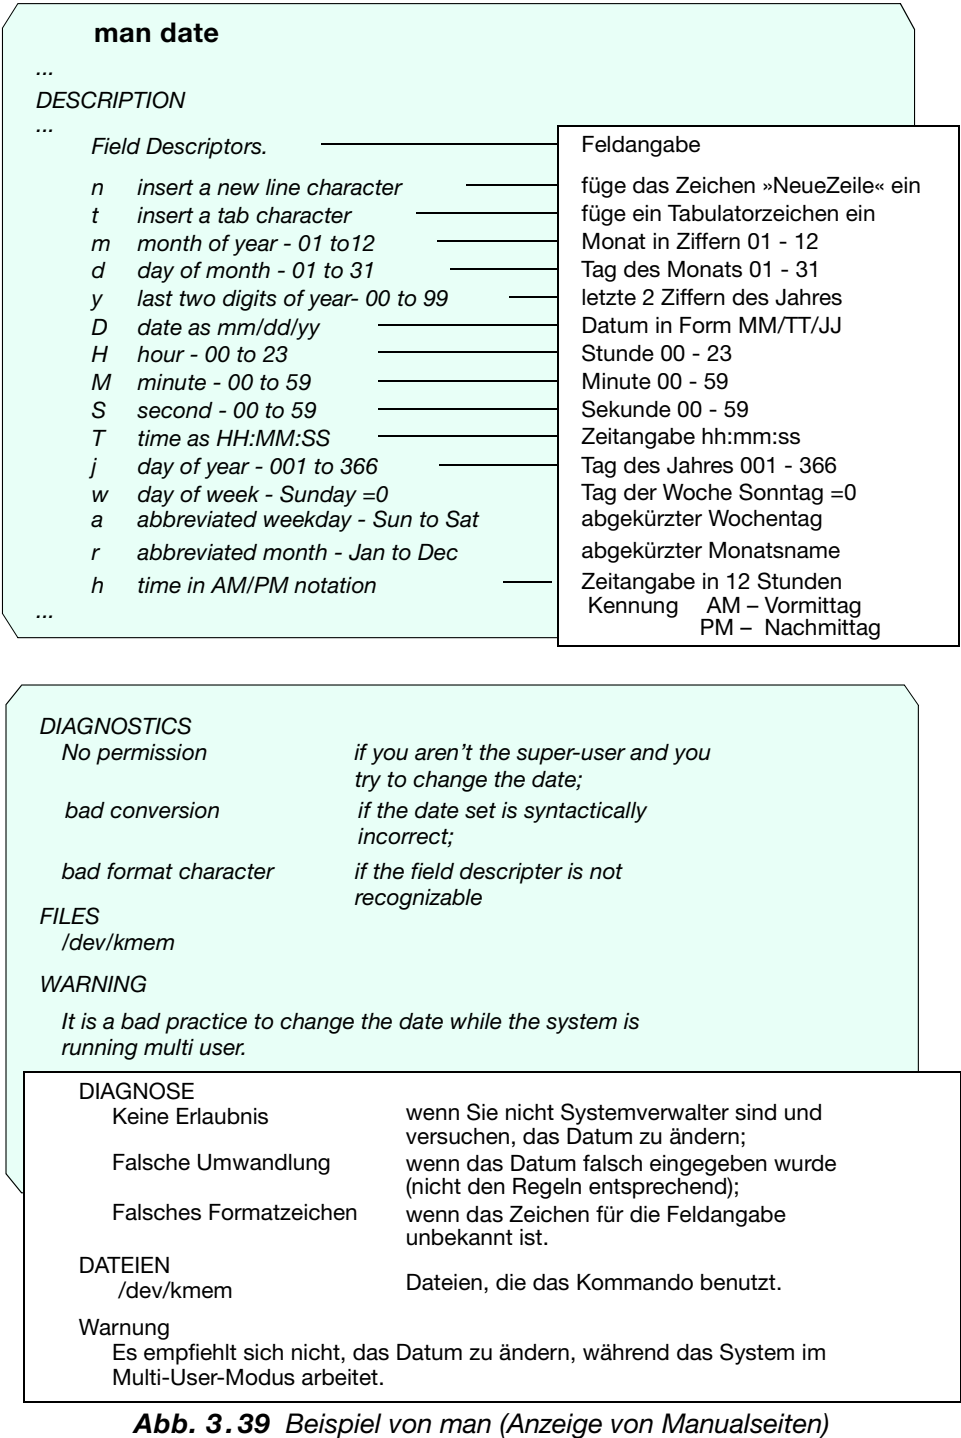 man date
...
DESCRIPTION
...
Field Descriptors. Feldangabe
n insert a new line character füge das Zeichen »NeueZeile« ein
t insert a tab character füge ein Tabulatorzeichen ein
m month of year - 01 to12 Monat in Ziffern 01 - 12
d day of month - 01 to 31 Tag des Monats 01 - 31
y last two digits of year- 00 to 99 letzte 2 Ziffern des Jahres
D date as mm/dd/yy Datum in Form MM/TT/JJ
H hour - 00 to 23 Stunde 00 - 23
M minute - 00 to 59 Minute 00 - 59
S second - 00 to 59 Sekunde 00 - 59
T time as HH:MM:SS Zeitangabe hh:mm:ss
j day of year - 001 to 366 Tag des Jahres 001 - 366
w day of week - Sunday =0 Tag der Woche Sonntag =0
a abbreviated weekday - Sun to Sat abgekürzter Wochentag
r abbreviated month - Jan to Dec abgekürzter Monatsname
h time in AM/PM notation Zeitangabe in 12 Stunden
Kennung AM – Vormittag
... PM – Nachmittag
DIAGNOSTICS
No permission if you aren't the super-user and you
try to change the date;
bad conversion if the date set is syntactically
incorrect;
bad format character if the field descripter is not
recognizable
FILES
/dev/kmem
WARNING
It is a bad practice to change the date while the system is
running multi user.
DIAGNOSE
Keine Erlaubnis wenn Sie nicht Systemverwalter sind und
versuchen, das Datum zu ändern;
Falsche Umwandlung wenn das Datum falsch eingegeben wurde
(nicht den Regeln entsprechend);
Falsches Formatzeichen wenn das Zeichen für die Feldangabe
unbekannt ist.
DATEIEN
/dev/kmem Dateien, die das Kommando benutzt.
Warnung
Es empfiehlt sich nicht, das Datum zu ändern, während das System im
Multi-User-Modus arbeitet.
Abb. 3.39 Beispiel von man (Anzeige von Manualseiten)